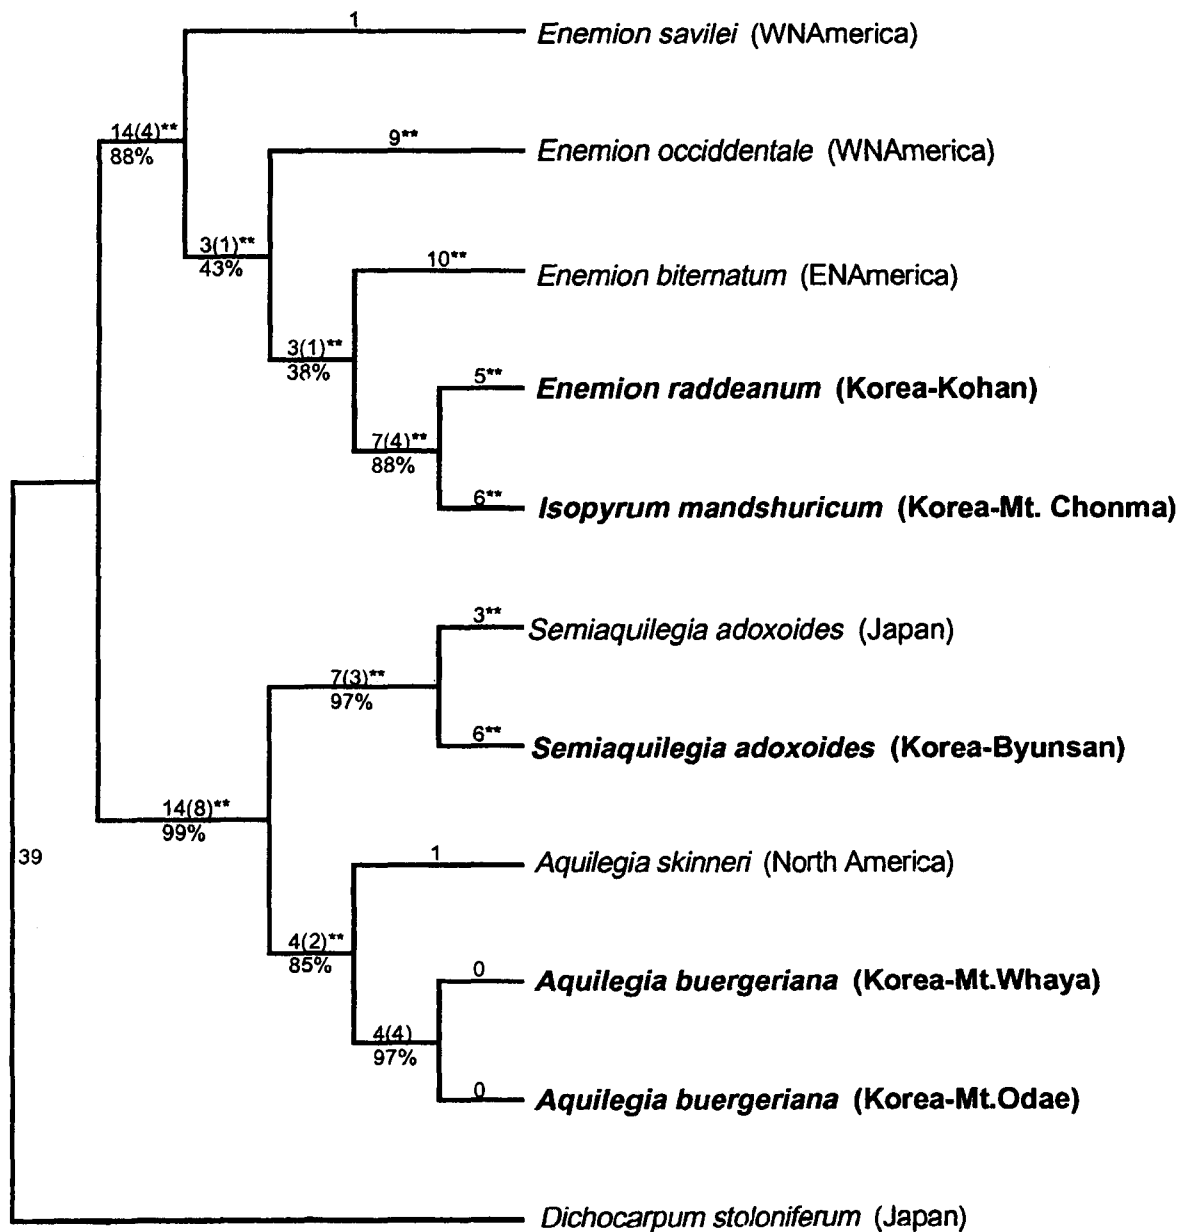 1
Enemion savilei (WNAmerica)
14(4)**
88%
9**
Enemion occidentale (WNAmerica)
3(1)**
43%
10**
Enemion biternatum (ENAmerica)
3(1)**
38%
5**
Enemion raddeanum (Korea-Kohan)
7(4)**
88%
6**
Isopyrum mandshuricum (Korea-Mt. Chonma)
3**
Semiaquilegia adoxoides (Japan)
7(3)**
97%
6**
Semiaquilegia adoxoides (Korea-Byunsan)
14(8)**
99%
39
1
Aquilegia skinneri (North America)
4(2)**
85%
0
Aquilegia buergeriana (Korea-Mt.Whaya)
4(4)
97%
0
Aquilegia buergeriana (Korea-Mt.Odae)
Dichocarpum stoloniferum (Japan)